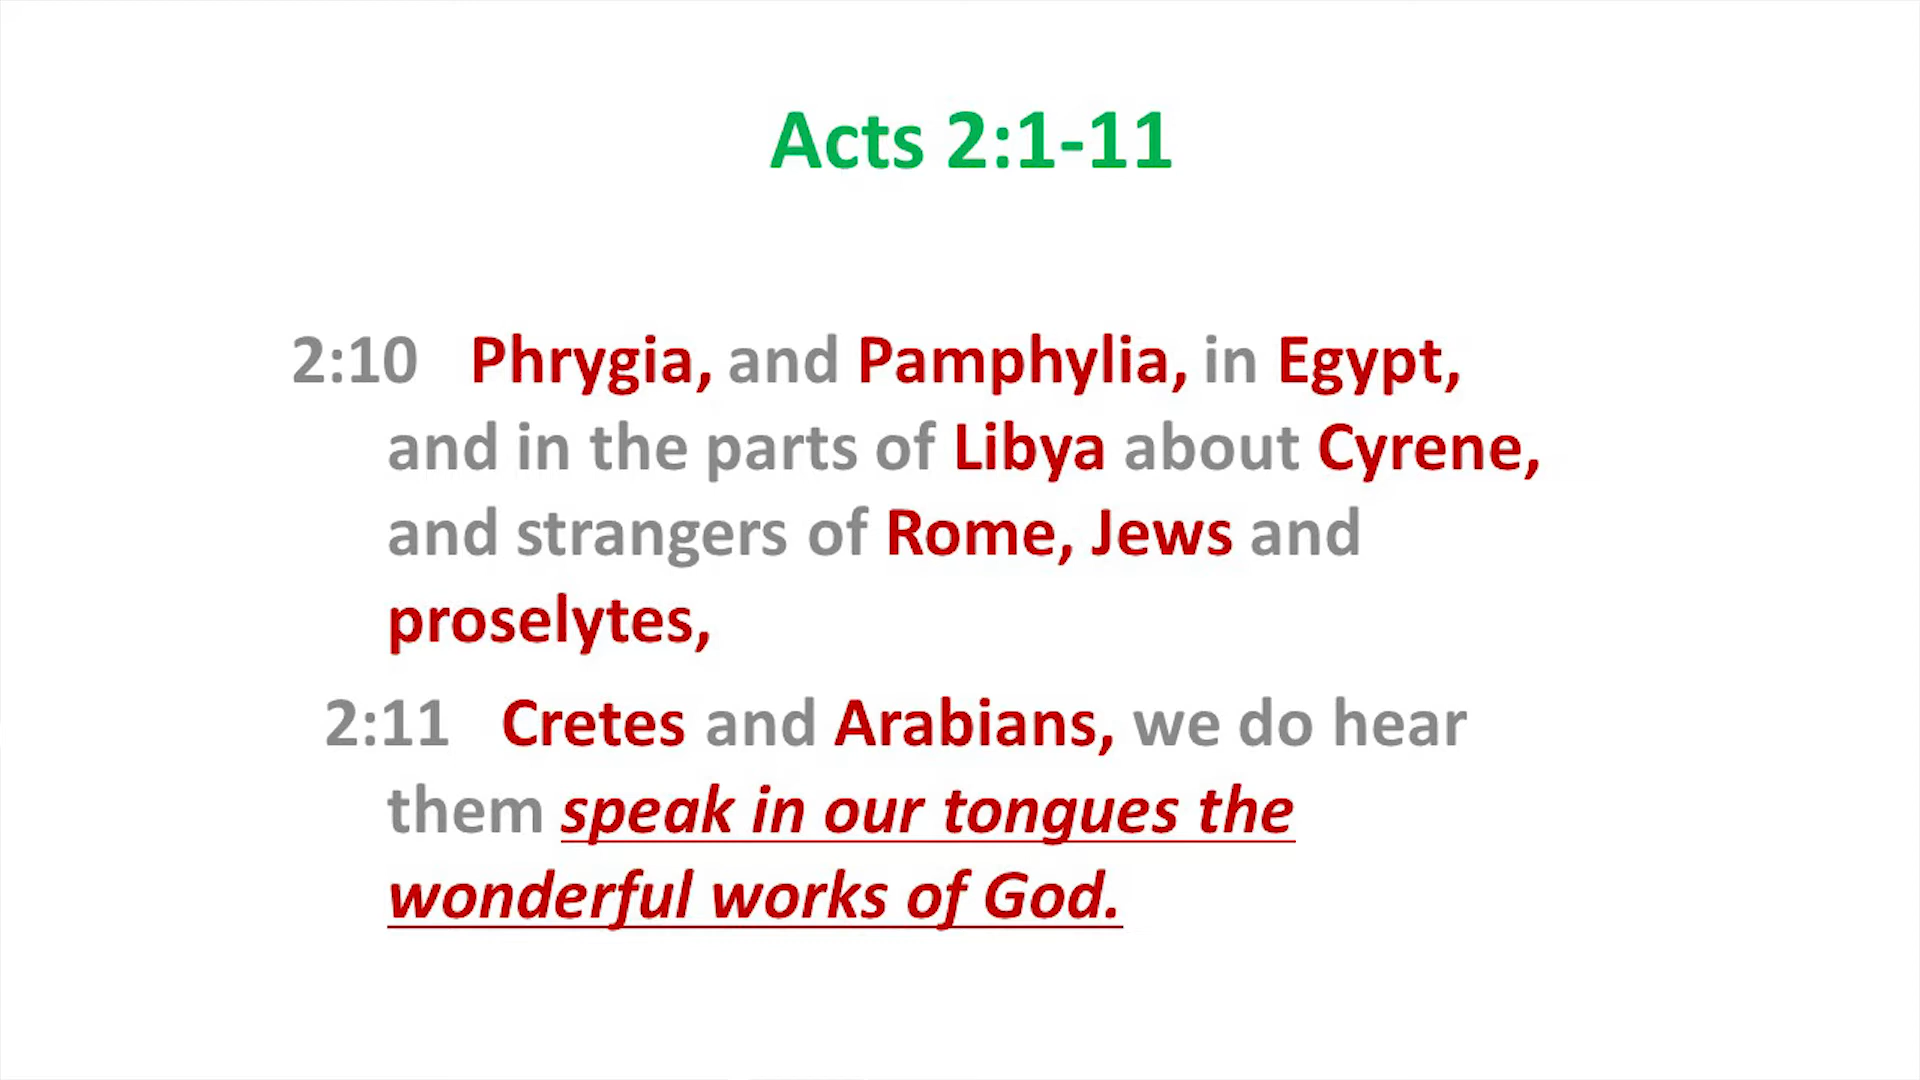 Acts 2:1-11
2:10 Phrygia, and Pamphylia, in Egypt,
and in the parts of Libya about Cyrene,
and strangers of Rome, Jews and
proselytes,
2:11 Cretes and Arabians, we do hear
them speak in our tongues the
wonderful works of God.